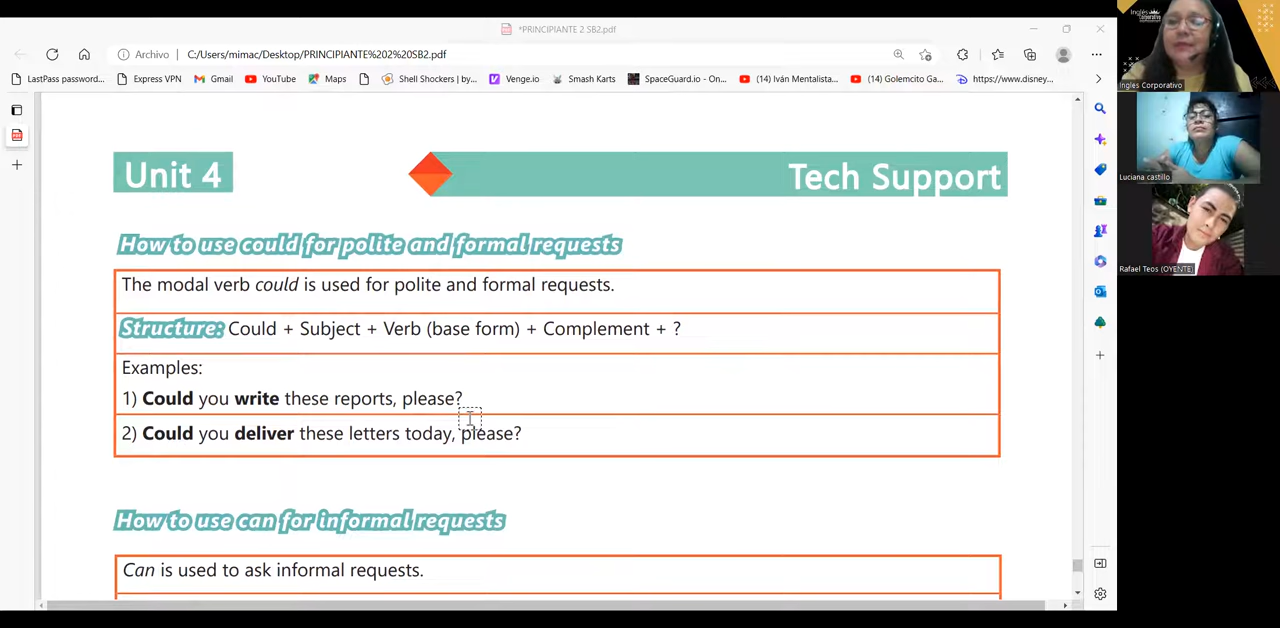 *PRINCIPIANTE 2 SB2.pdf
Archivo | C:/Users/mimac/Desktop/PRINCIPIANTE%202%20SB2.pdf
LastPass password... Express VPN Gmail YouTube Maps Shell Shockers | by... Venge.io Smash Karts SpaceGuard.io - On... (14) Iván Mentalista... (14) Golemcito Ga... https://www.disney...
Unit 4
Tech Support
How to use could for polite and formal requests
The modal verb could is used for polite and formal requests.
Structure: Could + Subject + Verb (base form) + Complement + ?
Examples:
1) Could you write these reports, please?
2) Could you deliver these letters today, please?
How to use can for informal requests
Can is used to ask informal requests.
Inglés
Corporativo
Ingles Corporativo
Luciana castillo
Rafael Teos (OYENTE)